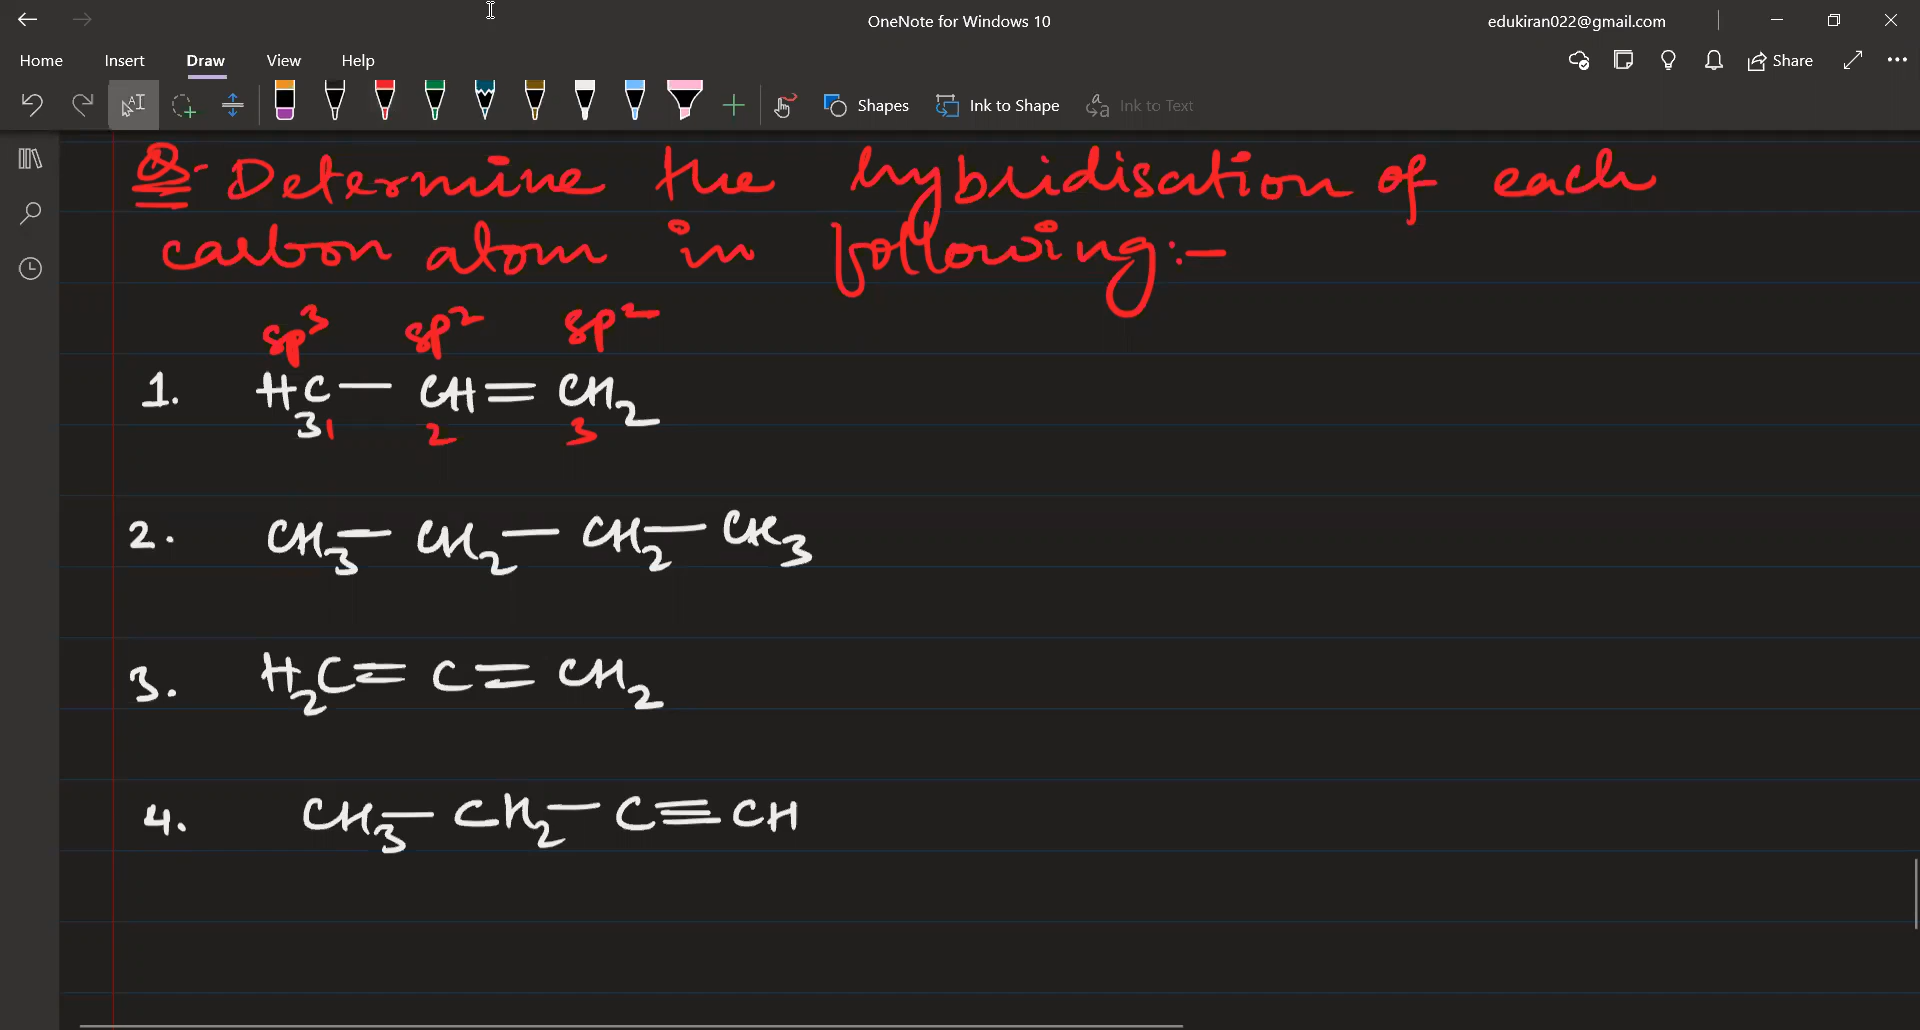 OneNote for Windows 10
edukiran022@gmail.com
Home Insert Draw View Help
Share
Shapes Ink to Shape Ink to Text
Q- Determine the hybridisation of each
carbon atom in following:-
sp³ sp² sp²
1. H₃C — CH = CH₂
1 2 3
2. CH₃ — CH₂ — CH₂ — CH₃
3. H₂C = C = CH₂
4. CH₃ — CH₂ — C ≡ CH